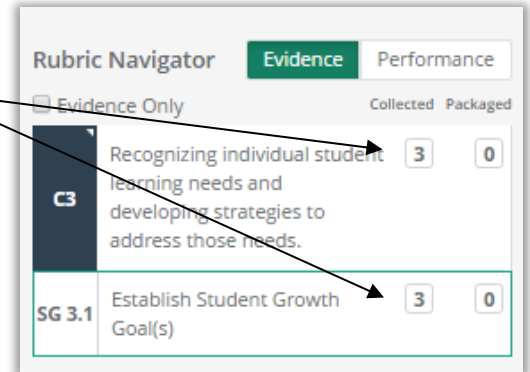 Rubric Navigator Evidence Performance
Evidence Only Collected Packaged
Recognizing individual student 3 0
learning needs and
C3
developing strategies to
address those needs.
Establish Student Growth 3 0
SG 3.1
Goal(s)